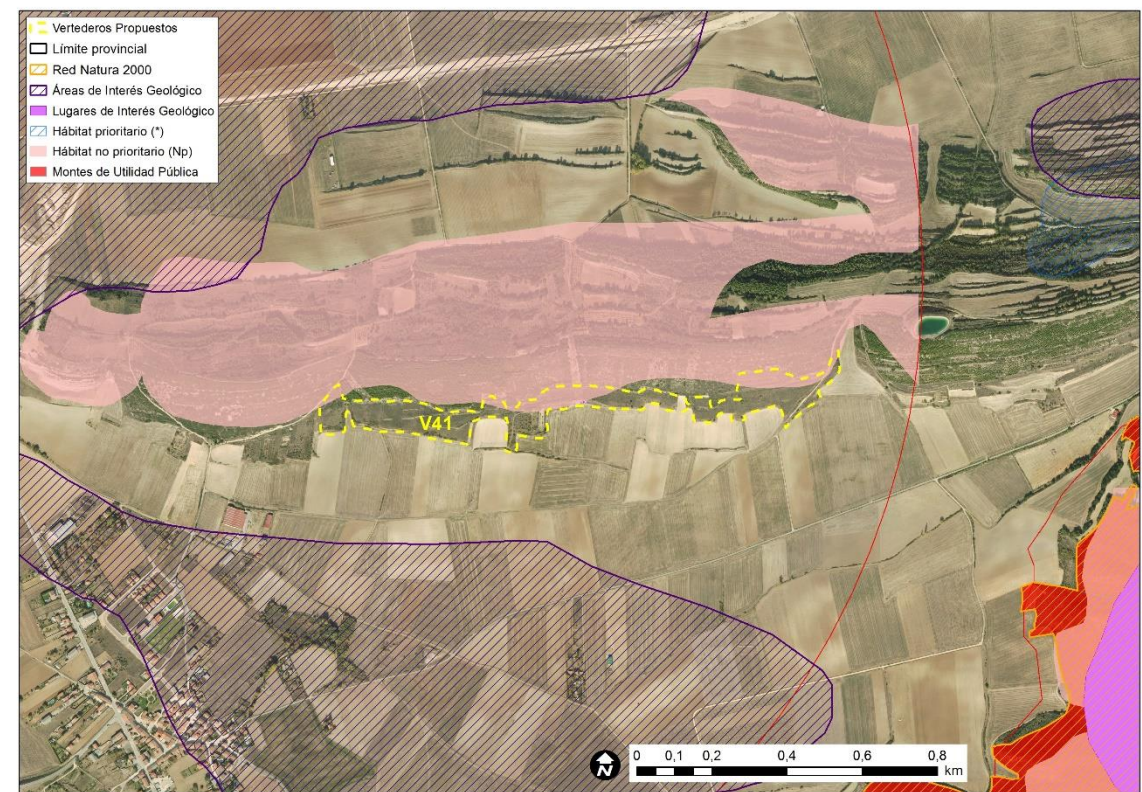 Vertederos Propuestos
Límite provincial
Red Natura 2000
Áreas de Interés Geológico
Lugares de Interés Geológico
Hábitat prioritario (*)
Hábitat no prioritario (Np)
Montes de Utilidad Pública
V41
N
0 0,1 0,2 0,4 0,6 0,8
km